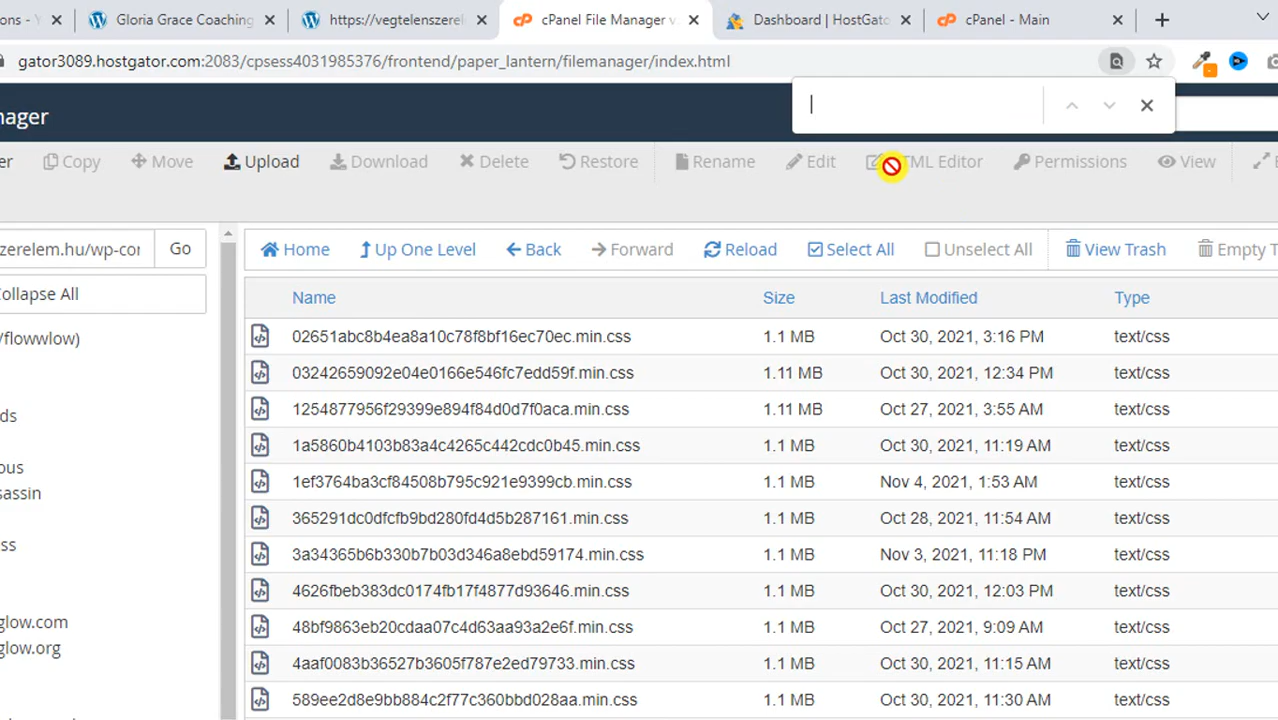 ons - Y
Gloria Grace Coaching
https://vegtelenszerel
cPanel File Manager v
Dashboard | HostGato
cPanel - Main
gator3089.hostgator.com:2083/cpsess4031985376/frontend/paper_lantern/filemanager/index.html
nager
er Copy Move Upload Download Delete Restore Rename Edit HTML Editor Permissions View E
zerelem.hu/wp-cor Go Home Up One Level Back Forward Reload Select All Unselect All View Trash Empty T
Collapse All
Name Size Last Modified Type
/flowwlow)
02651abc8b4ea8a10c78f8bf16ec70ec.min.css 1.1 MB Oct 30, 2021, 3:16 PM text/css
03242659092e04e0166e546fc7edd59f.min.css 1.11 MB Oct 30, 2021, 12:34 PM text/css
ds
1254877956f29399e894f84d0d7f0aca.min.css 1.11 MB Oct 27, 2021, 3:55 AM text/css
1a5860b4103b83a4c4265c442cdc0b45.min.css 1.1 MB Oct 30, 2021, 11:19 AM text/css
ous
1ef3764ba3cf84508b795c921e9399cb.min.css 1.1 MB Nov 4, 2021, 1:53 AM text/css
sassin
365291dc0dfcfb9bd280fd4d5b287161.min.css 1.1 MB Oct 28, 2021, 11:54 AM text/css
ss
3a34365b6b330b7b03d346a8ebd59174.min.css 1.1 MB Nov 3, 2021, 11:18 PM text/css
4626fbeb383dc0174fb17f4877d93646.min.css 1.1 MB Oct 30, 2021, 12:03 PM text/css
glow.com
48bf9863eb20cdaa07c4d63aa93a2e6f.min.css 1.1 MB Oct 27, 2021, 9:09 AM text/css
glow.org
4aaf0083b36527b3605f787e2ed79733.min.css 1.1 MB Oct 30, 2021, 11:15 AM text/css
589ee2d8e9bb884c2f77c360bbd028aa.min.css 1.1 MB Oct 30, 2021, 11:30 AM text/css